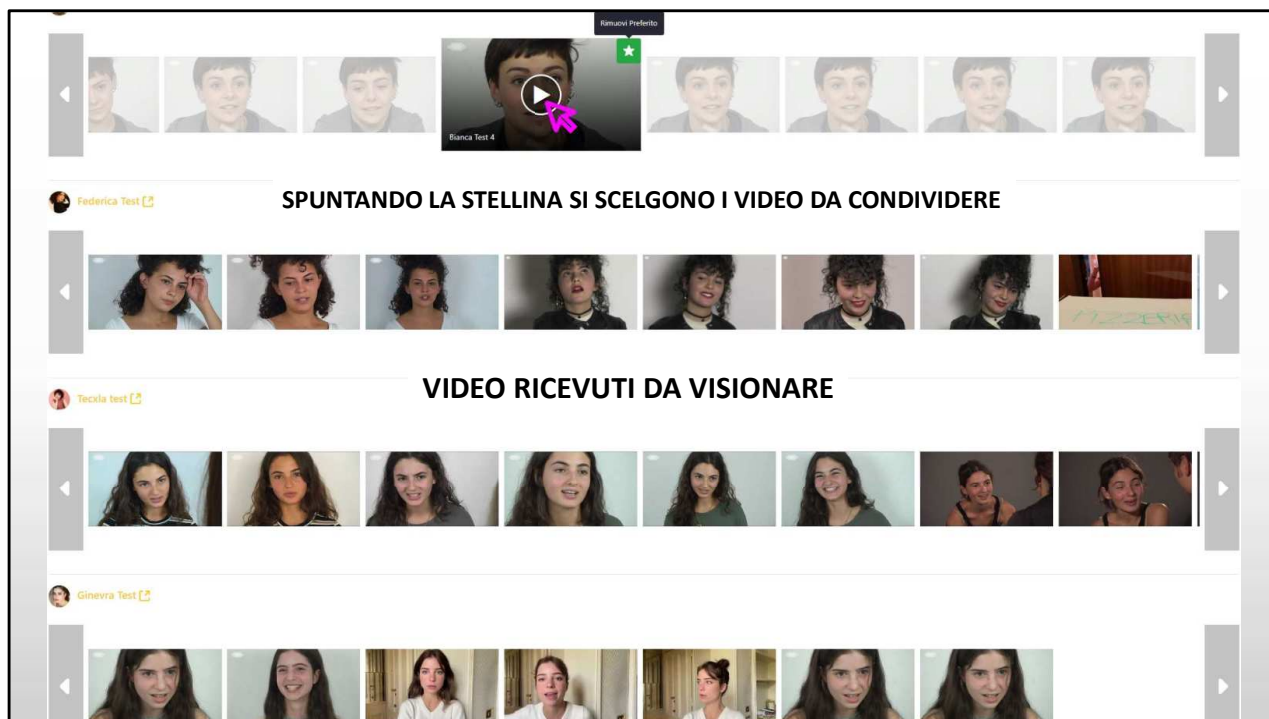 Rimuovi Preferito
Bianca Test 4
Federica Test
SPUNTANDO LA STELLINA SI SCELGONO I VIDEO DA CONDIVIDERE
Tecxla test
VIDEO RICEVUTI DA VISIONARE
Ginevra Test